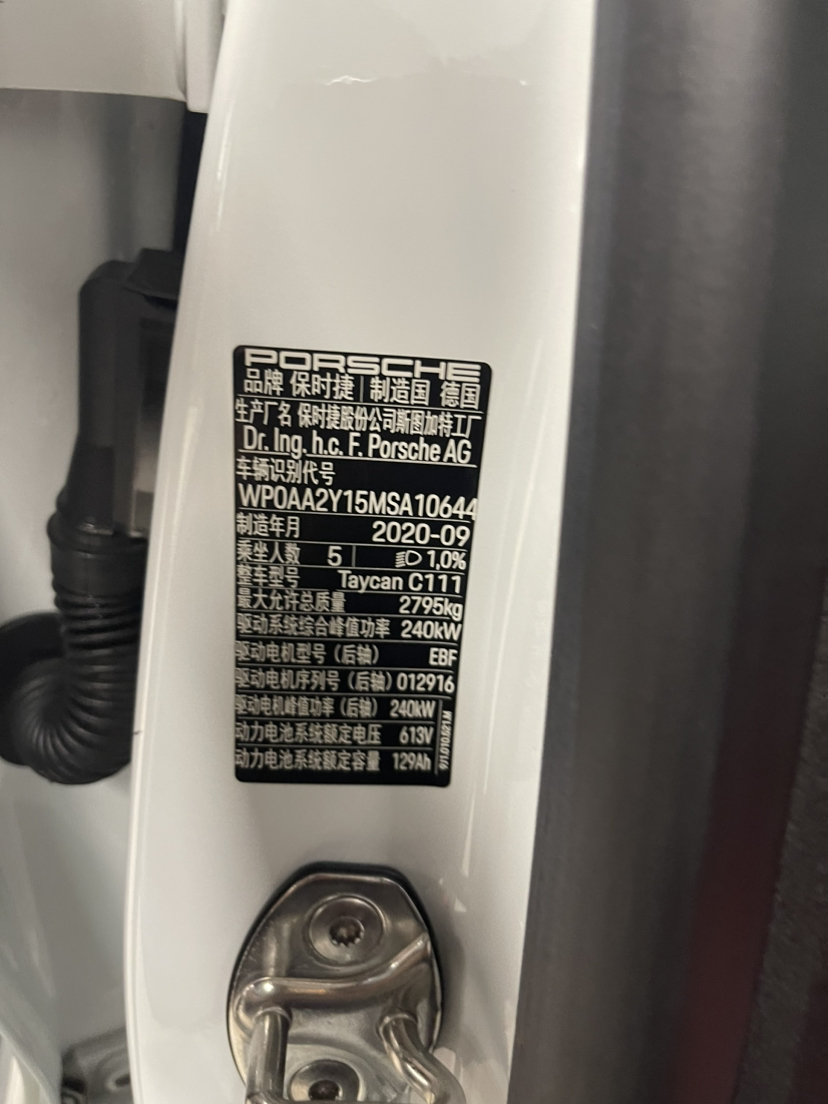 PORSCHE
品牌 保时捷 | 制造国 德国
生产厂名 保时捷股份公司斯图加特工厂
Dr. Ing. h.c. F. Porsche AG
车辆识别代号
WP0AA2Y15MSA10644
制造年月 2020-09
乘坐人数 5 | 1,0%
整车型号 Taycan C111
最大允许总质量 2795kg
驱动系统综合峰值功率 240kW
驱动电机型号（后轴） EBF
驱动电机序列号（后轴）012916
驱动电机峰值功率（后轴） 240kW
动力电池系统额定电压 613V
动力电池系统额定容量 129Ah
9J1.010.521.M